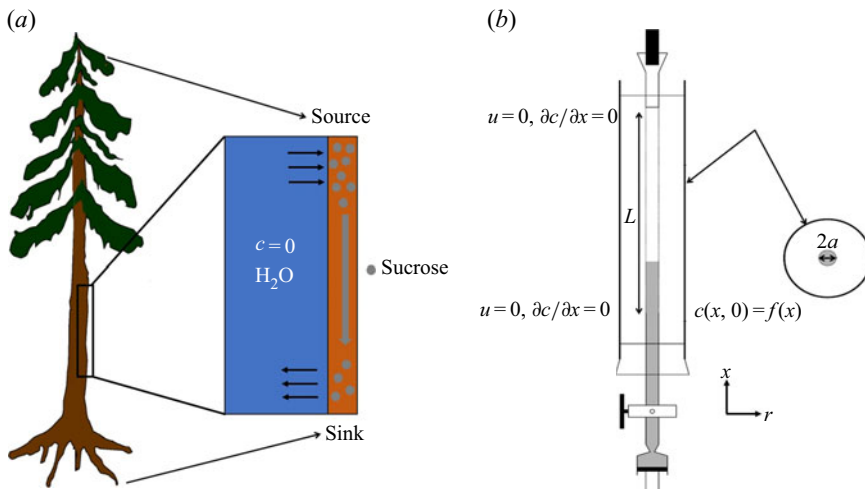 (a)
Source
c=0
H₂O
Sucrose
Sink
(b)
u=0, ∂c/∂x=0
L
2a
u=0, ∂c/∂x=0
c(x, 0)=f(x)
x
r